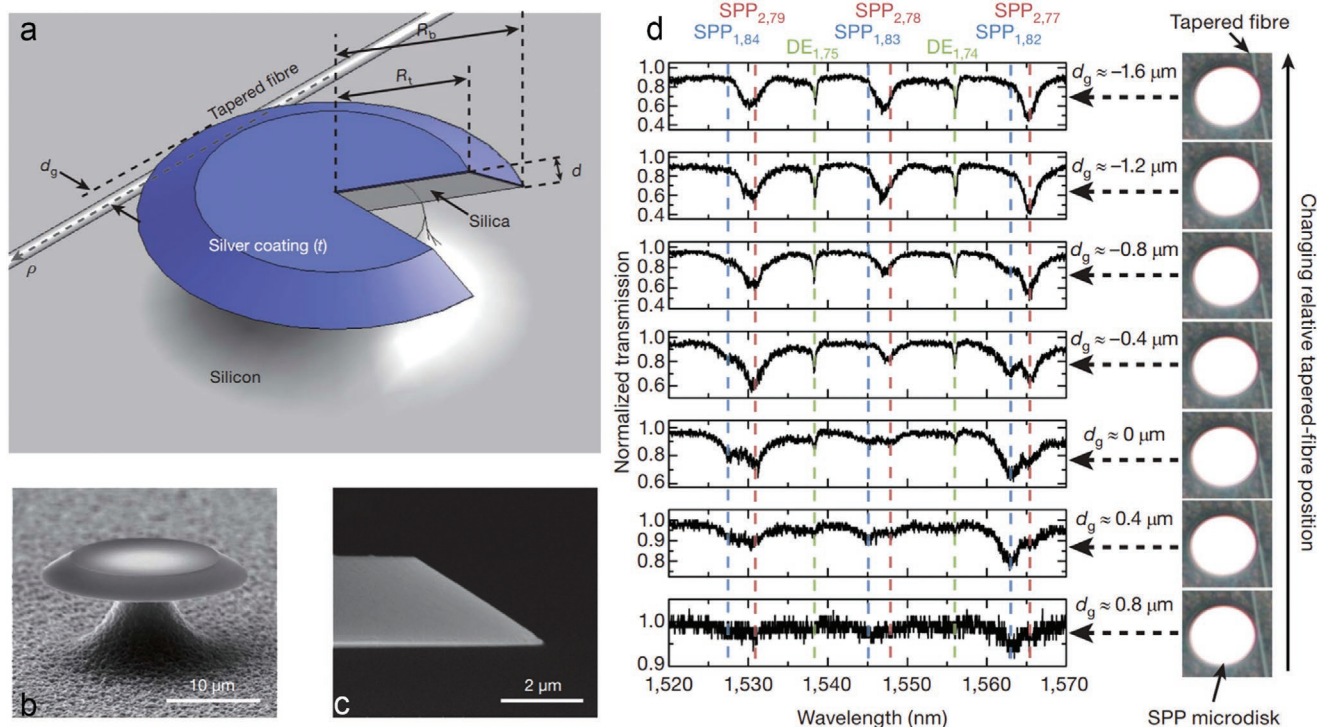 a
R_b
R_t
Tapered fibre
d_g
d
Silica
Silver coating (t)
ρ
Silicon
b
10 μm
c
2 μm
d
SPP_2,79
SPP_2,78
SPP_2,77
SPP_1,84
SPP_1,83
SPP_1,82
DE_1,75
DE_1,74
Tapered fibre
1.0
0.8
0.6
0.4
d_g ≈ –1.6 μm
1.0
0.8
0.6
0.4
d_g ≈ –1.2 μm
1.0
0.8
0.6
0.4
d_g ≈ –0.8 μm
1.0
0.8
0.6
d_g ≈ –0.4 μm
1.0
0.8
0.6
d_g ≈ 0 μm
1.0
0.9
0.8
d_g ≈ 0.4 μm
1.0
0.9
d_g ≈ 0.8 μm
Normalized transmission
1,520
1,530
1,540
1,550
1,560
1,570
Wavelength (nm)
Changing relative tapered-fibre position
SPP microdisk